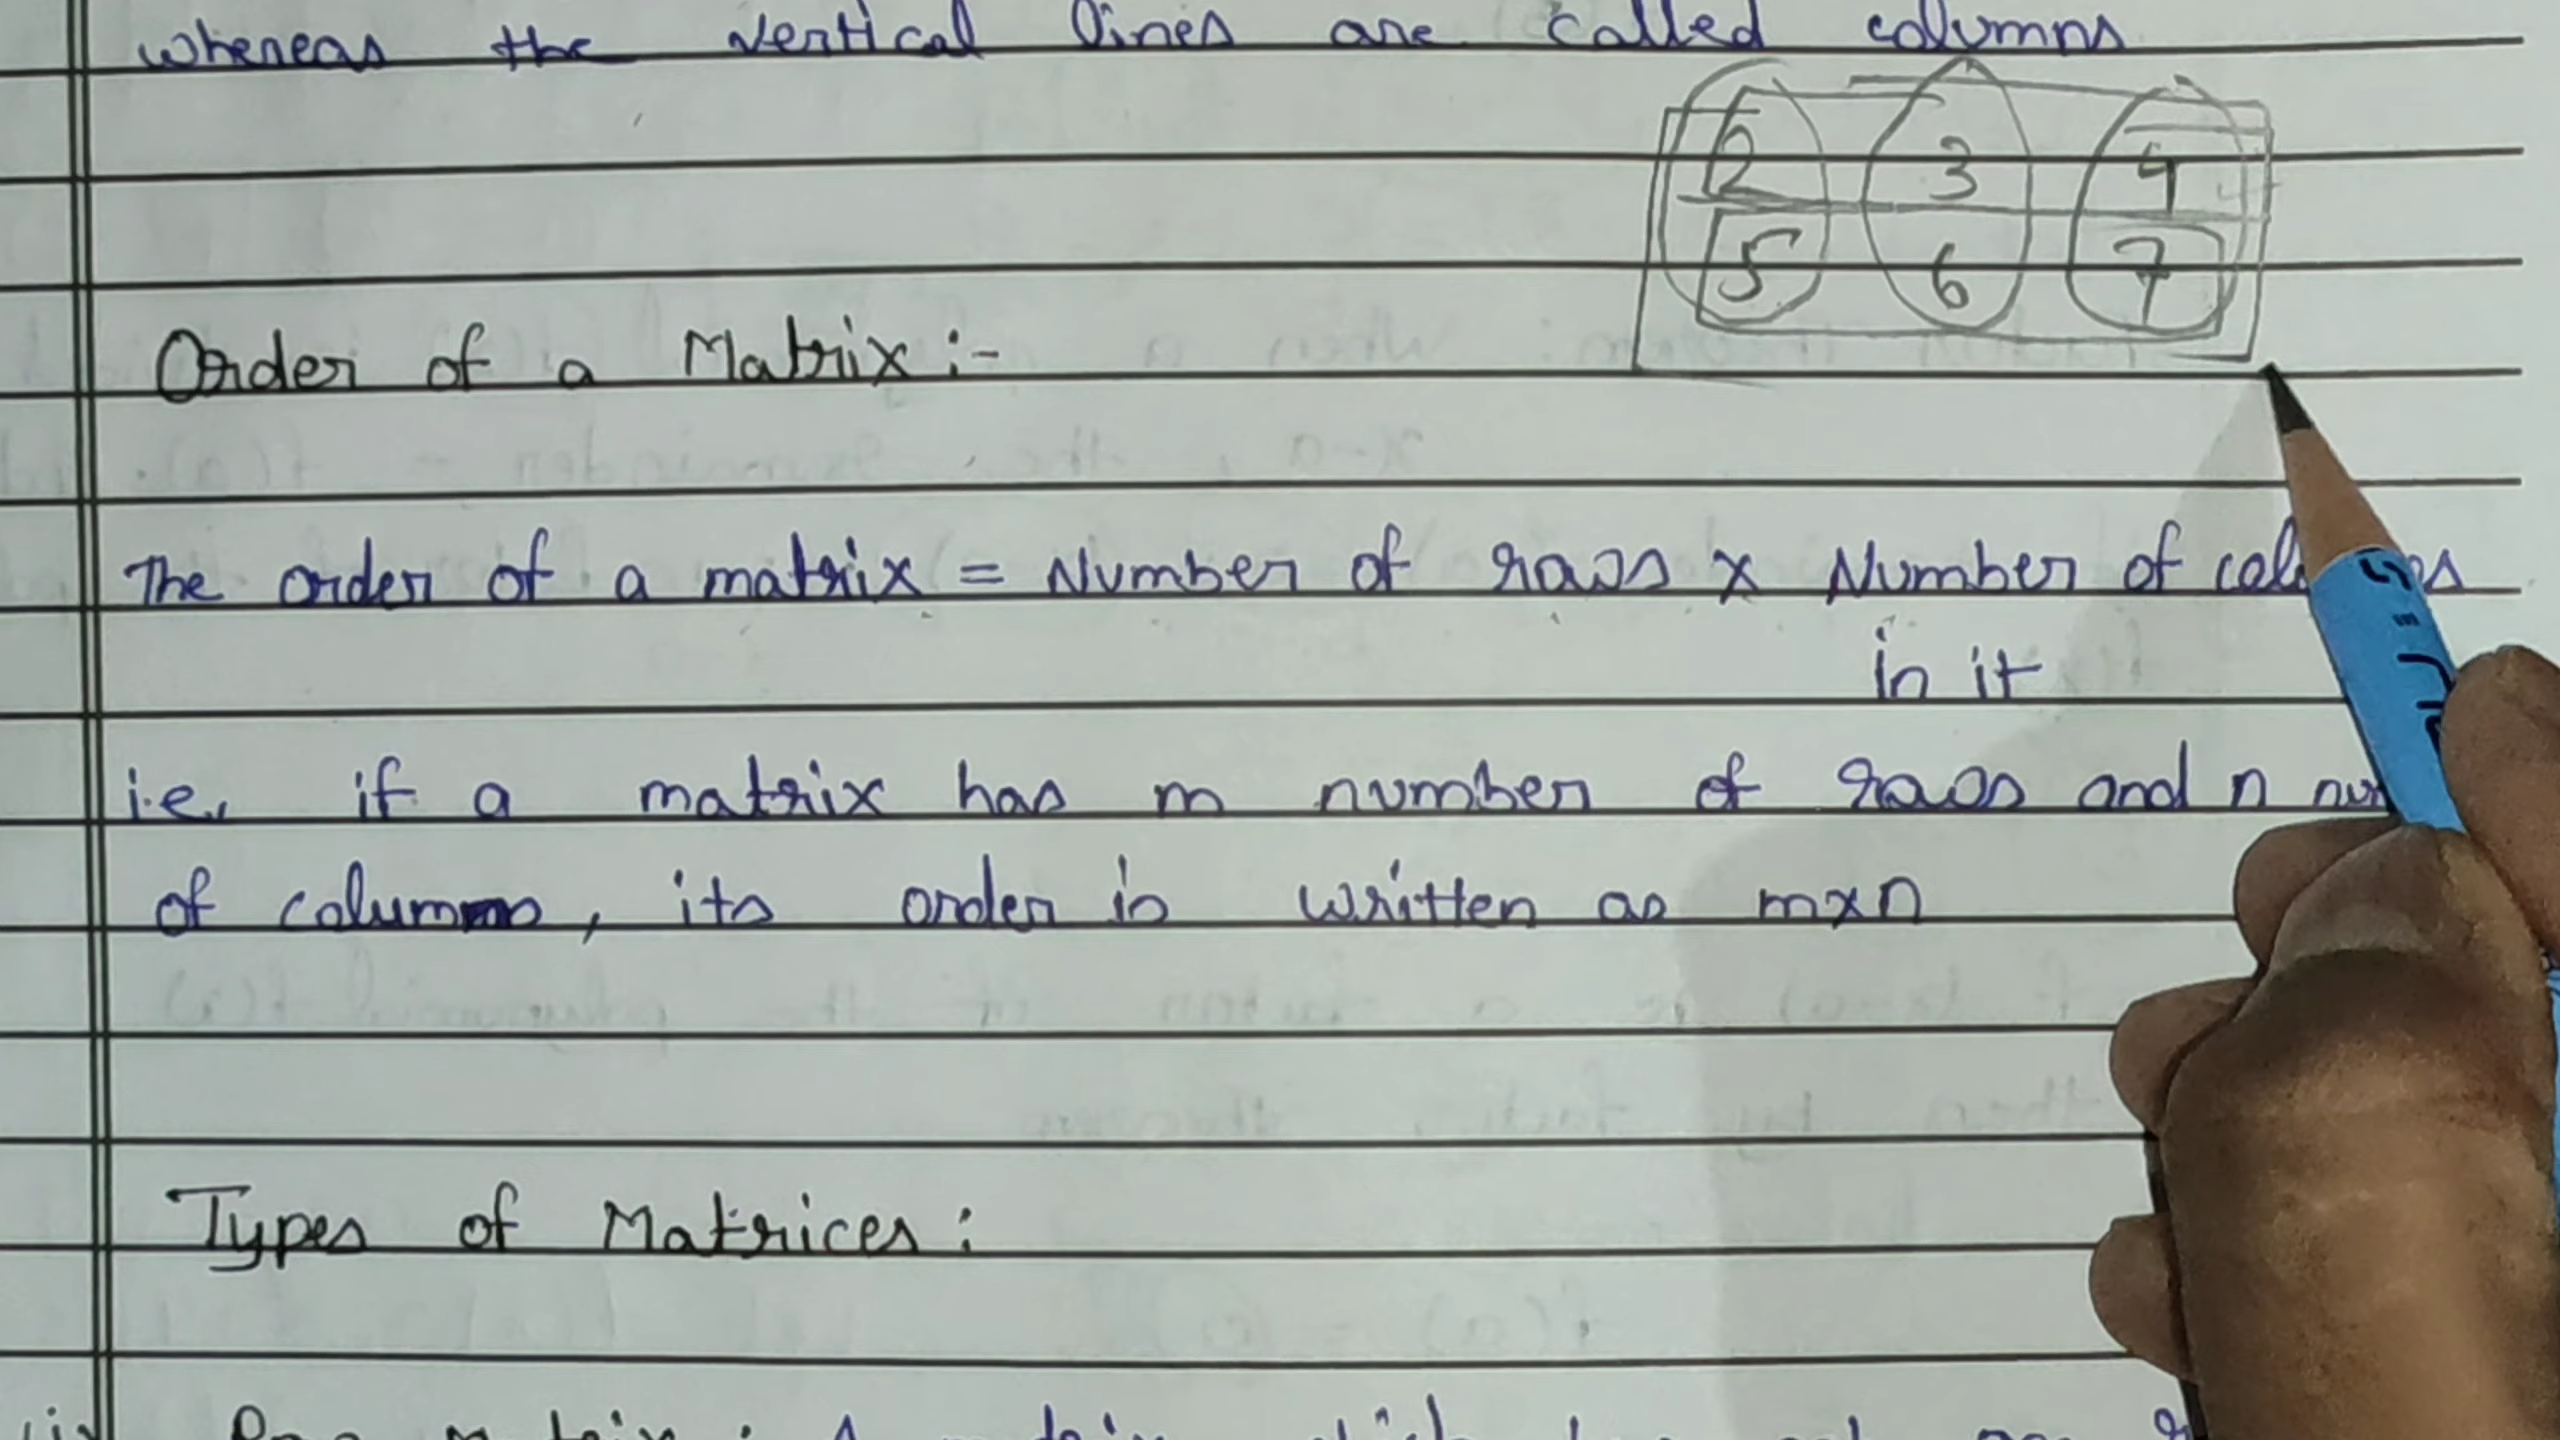 whereas the vertical lines are called columns
2 3 4
5 6 7
Order of a Matrix :-
The order of a matrix = Number of rows x Number of
in it
i.e., if a matrix has m number of rows and n
of columns, its order is written as mxn
Types of Matrices :